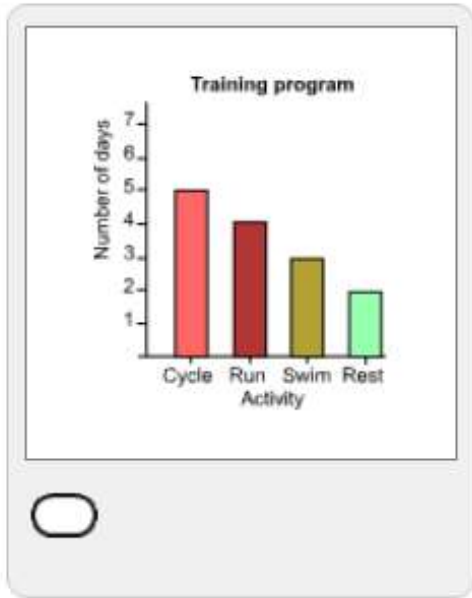 Training program
Number of days
7
6
5
4
3
2
1
Cycle Run Swim Rest
Activity